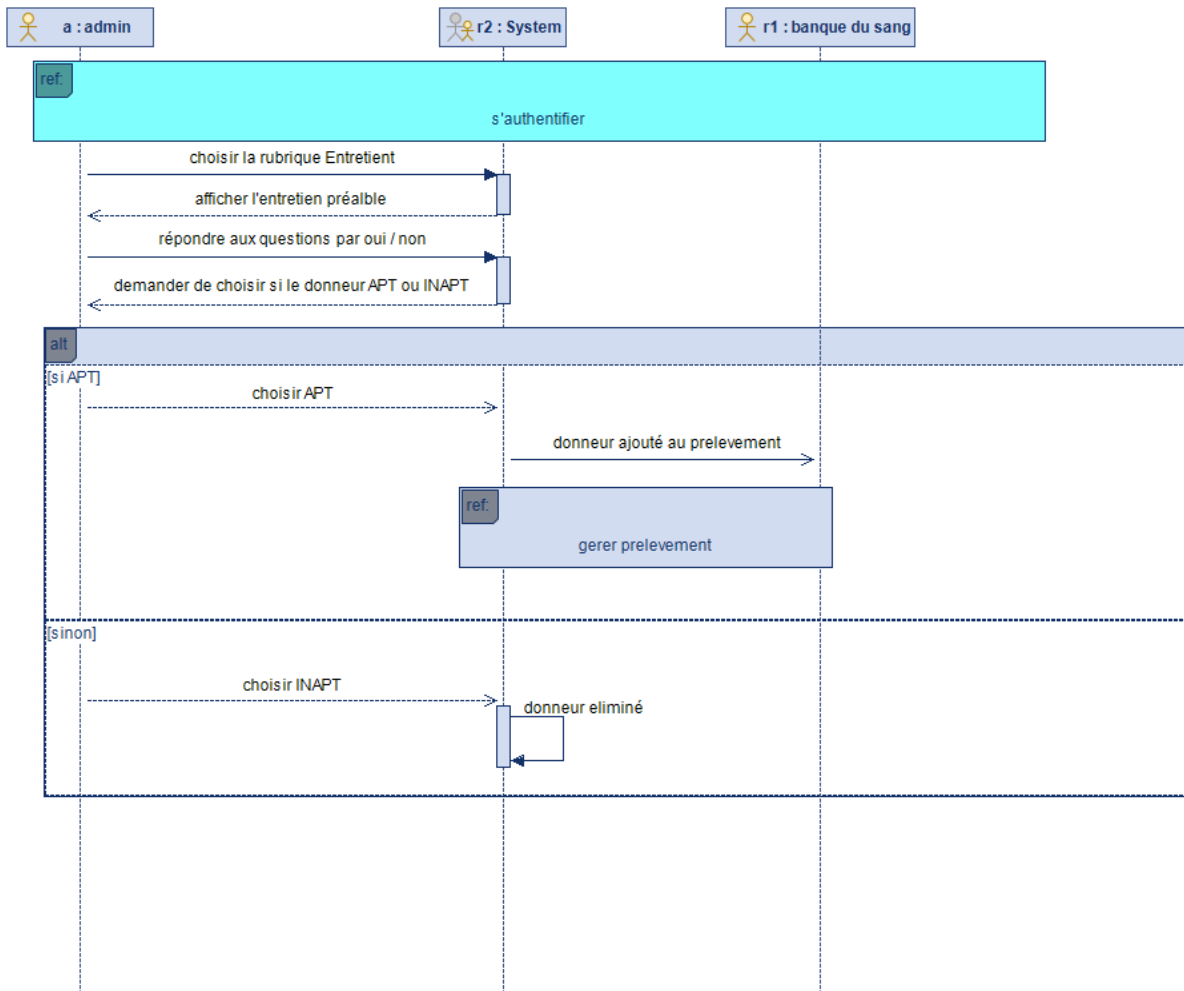 a : admin
r2 : System
r1 : banque du sang
ref:
s'authentifier
choisir la rubrique Entretient
afficher l'entretien préalble
répondre aux questions par oui / non
demander de choisir si le donneur APT ou INAPT
alt
[si APT]
choisir APT
donneur ajouté au prelevement
ref:
gerer prelevement
[sinon]
choisir INAPT
donneur eliminé